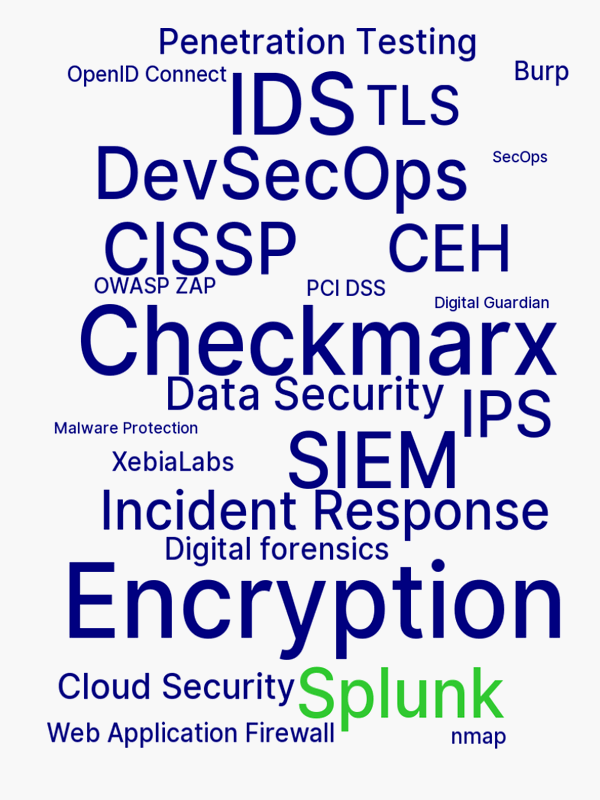 Penetration Testing
OpenID Connect
Burp
IDS
TLS
DevSecOps
SecOps
CISSP
CEH
OWASP ZAP
PCI DSS
Digital Guardian
Checkmarx
Data Security
IPS
Malware Protection
SIEM
XebiaLabs
Incident Response
Digital forensics
Encryption
Cloud Security
Splunk
Web Application Firewall
nmap